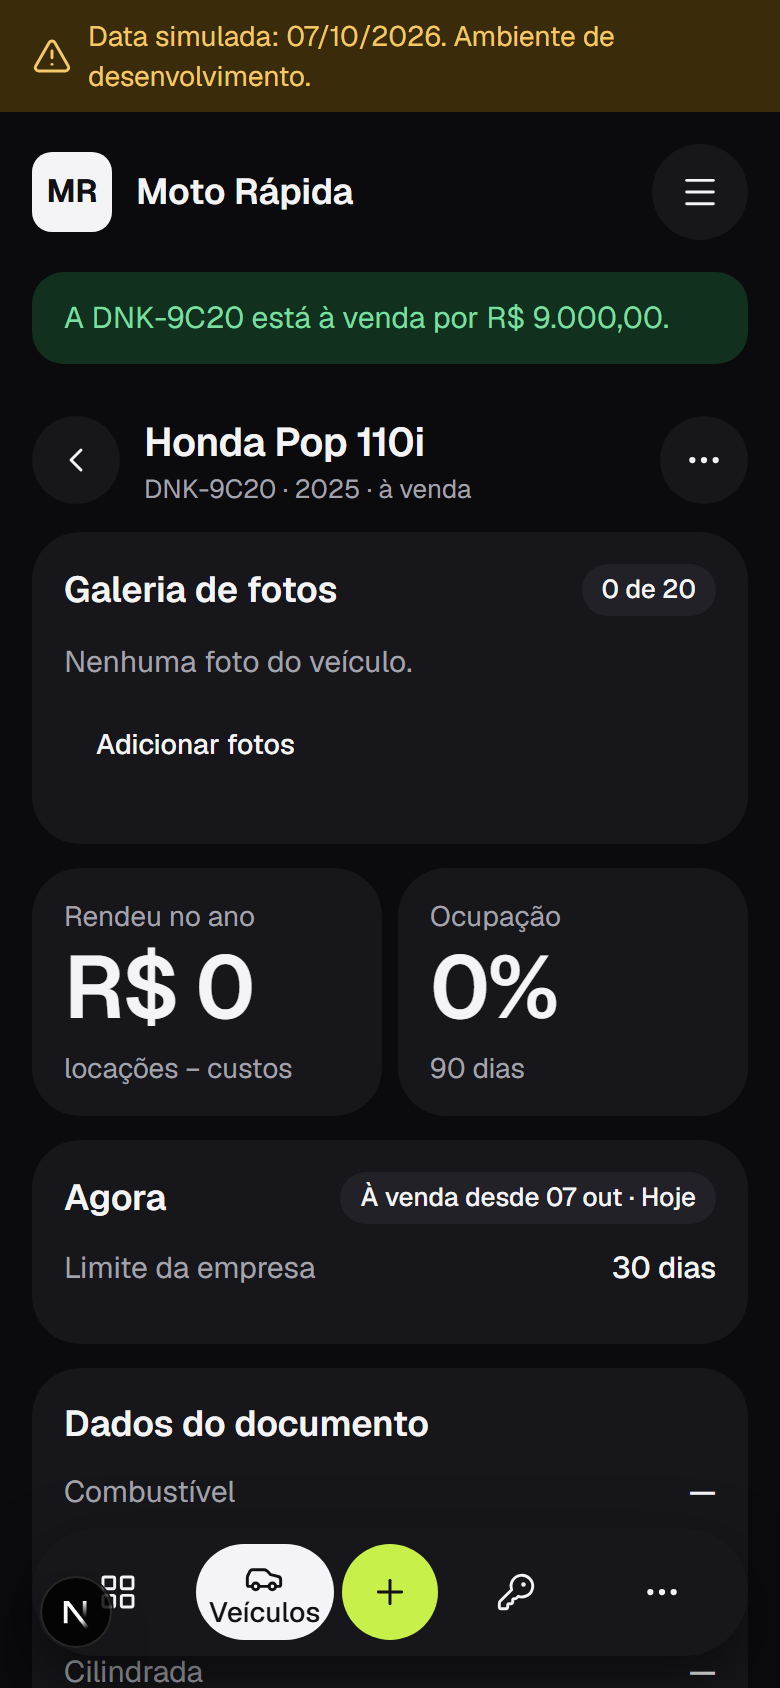 Data simulada: 07/10/2026. Ambiente de
desenvolvimento.
MR
Moto Rápida
A DNK-9C20 está à venda por R$ 9.000,00.
Honda Pop 110i
DNK-9C20 · 2025 · à venda
Galeria de fotos
0 de 20
Nenhuma foto do veículo.
Adicionar fotos
Rendeu no ano
R$ 0
locações – custos
Ocupação
0%
90 dias
Agora
À venda desde 07 out · Hoje
Limite da empresa
30 dias
Dados do documento
Combustível
—
Veículos
N
Cilindrada
—